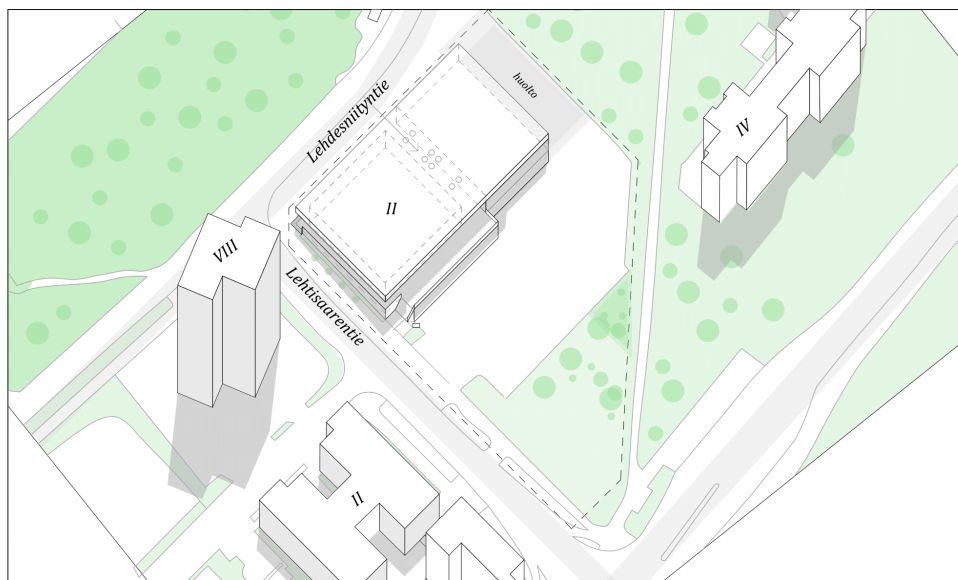 huolto
Lehdesniityntie
IV
II
VIII
Lehtisaarentie
II